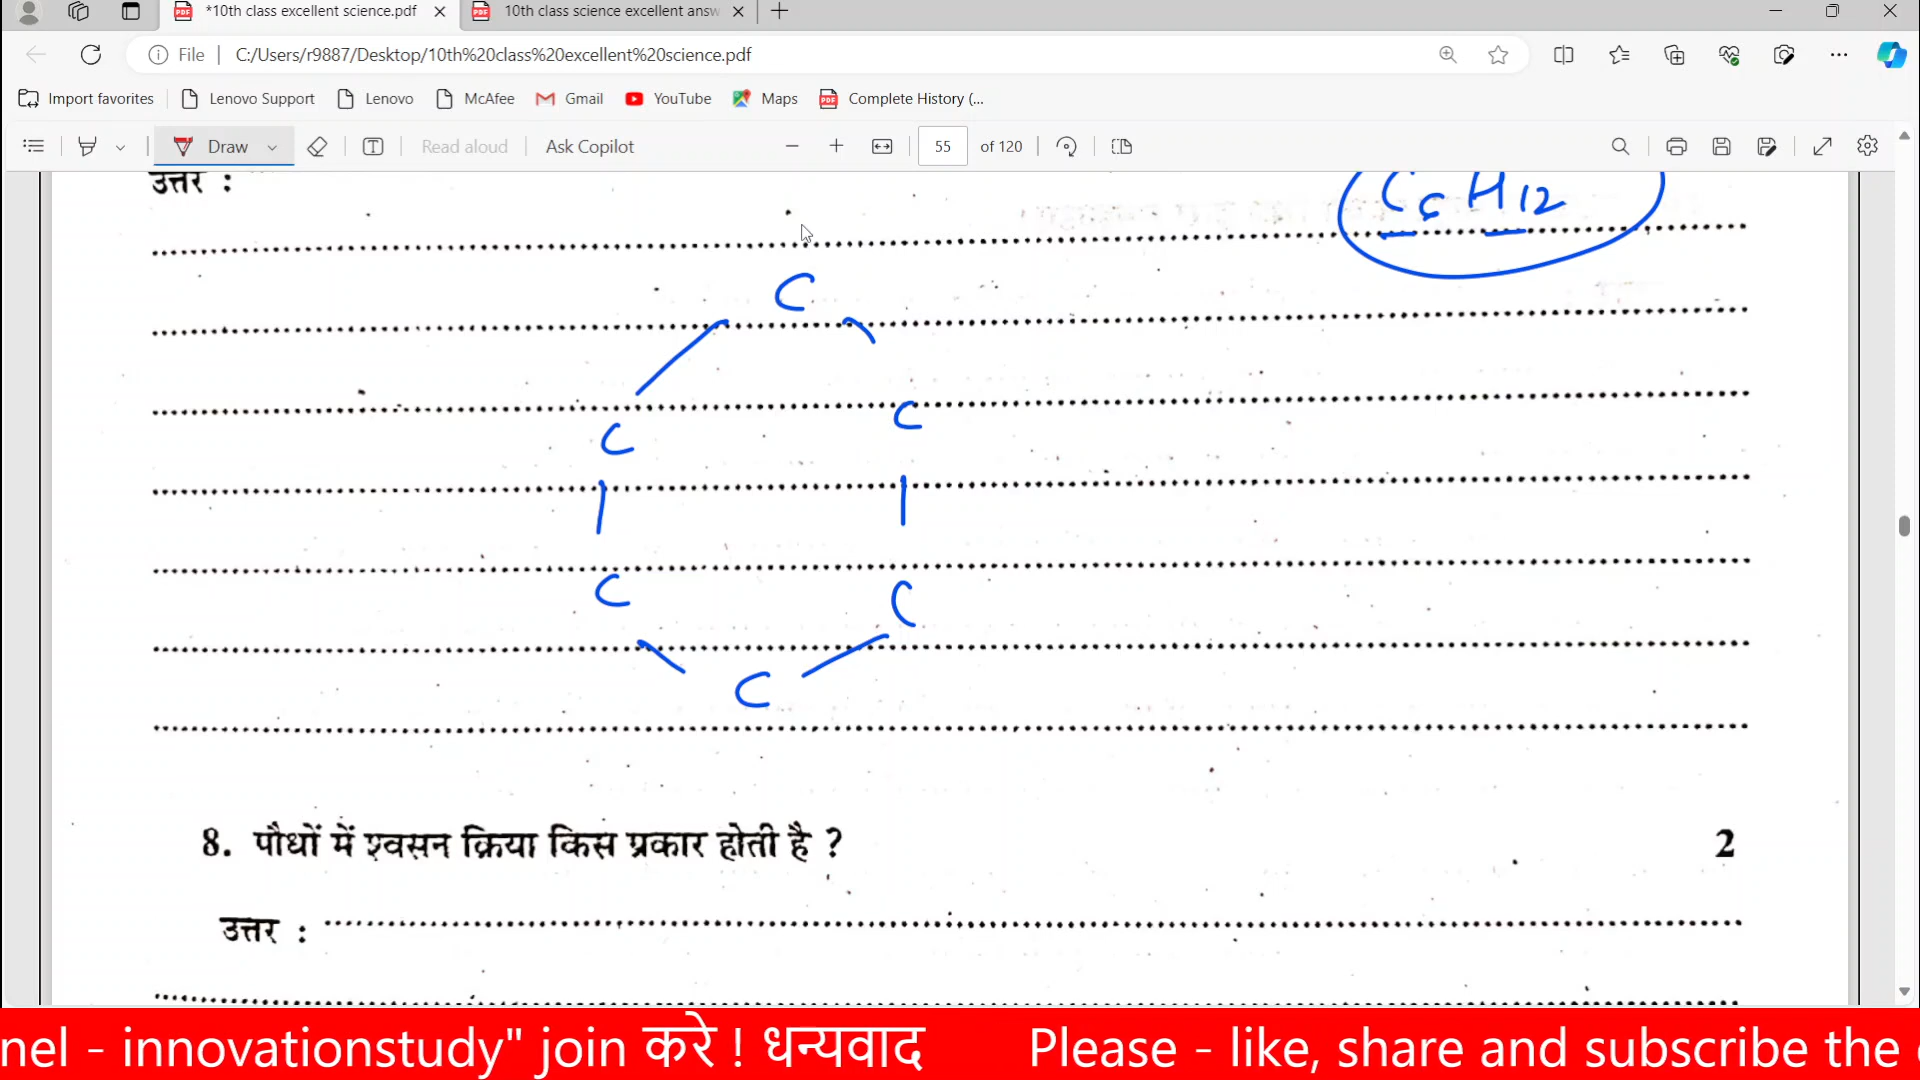 *10th class excellent science.pdf
10th class science excellent answ
File
C:/Users/r9887/Desktop/10th%20class%20excellent%20science.pdf
Import favorites
Lenovo Support
Lenovo
McAfee
Gmail
YouTube
Maps
Complete History (...
Draw
Read aloud
Ask Copilot
55 of 120
उत्तर :
C6 H12
C
C C
C C
C
8. पौधों में श्वसन क्रिया किस प्रकार होती है ? 2
उत्तर :
nel - innovationstudy" join करे ! धन्यवाद Please - like, share and subscribe the